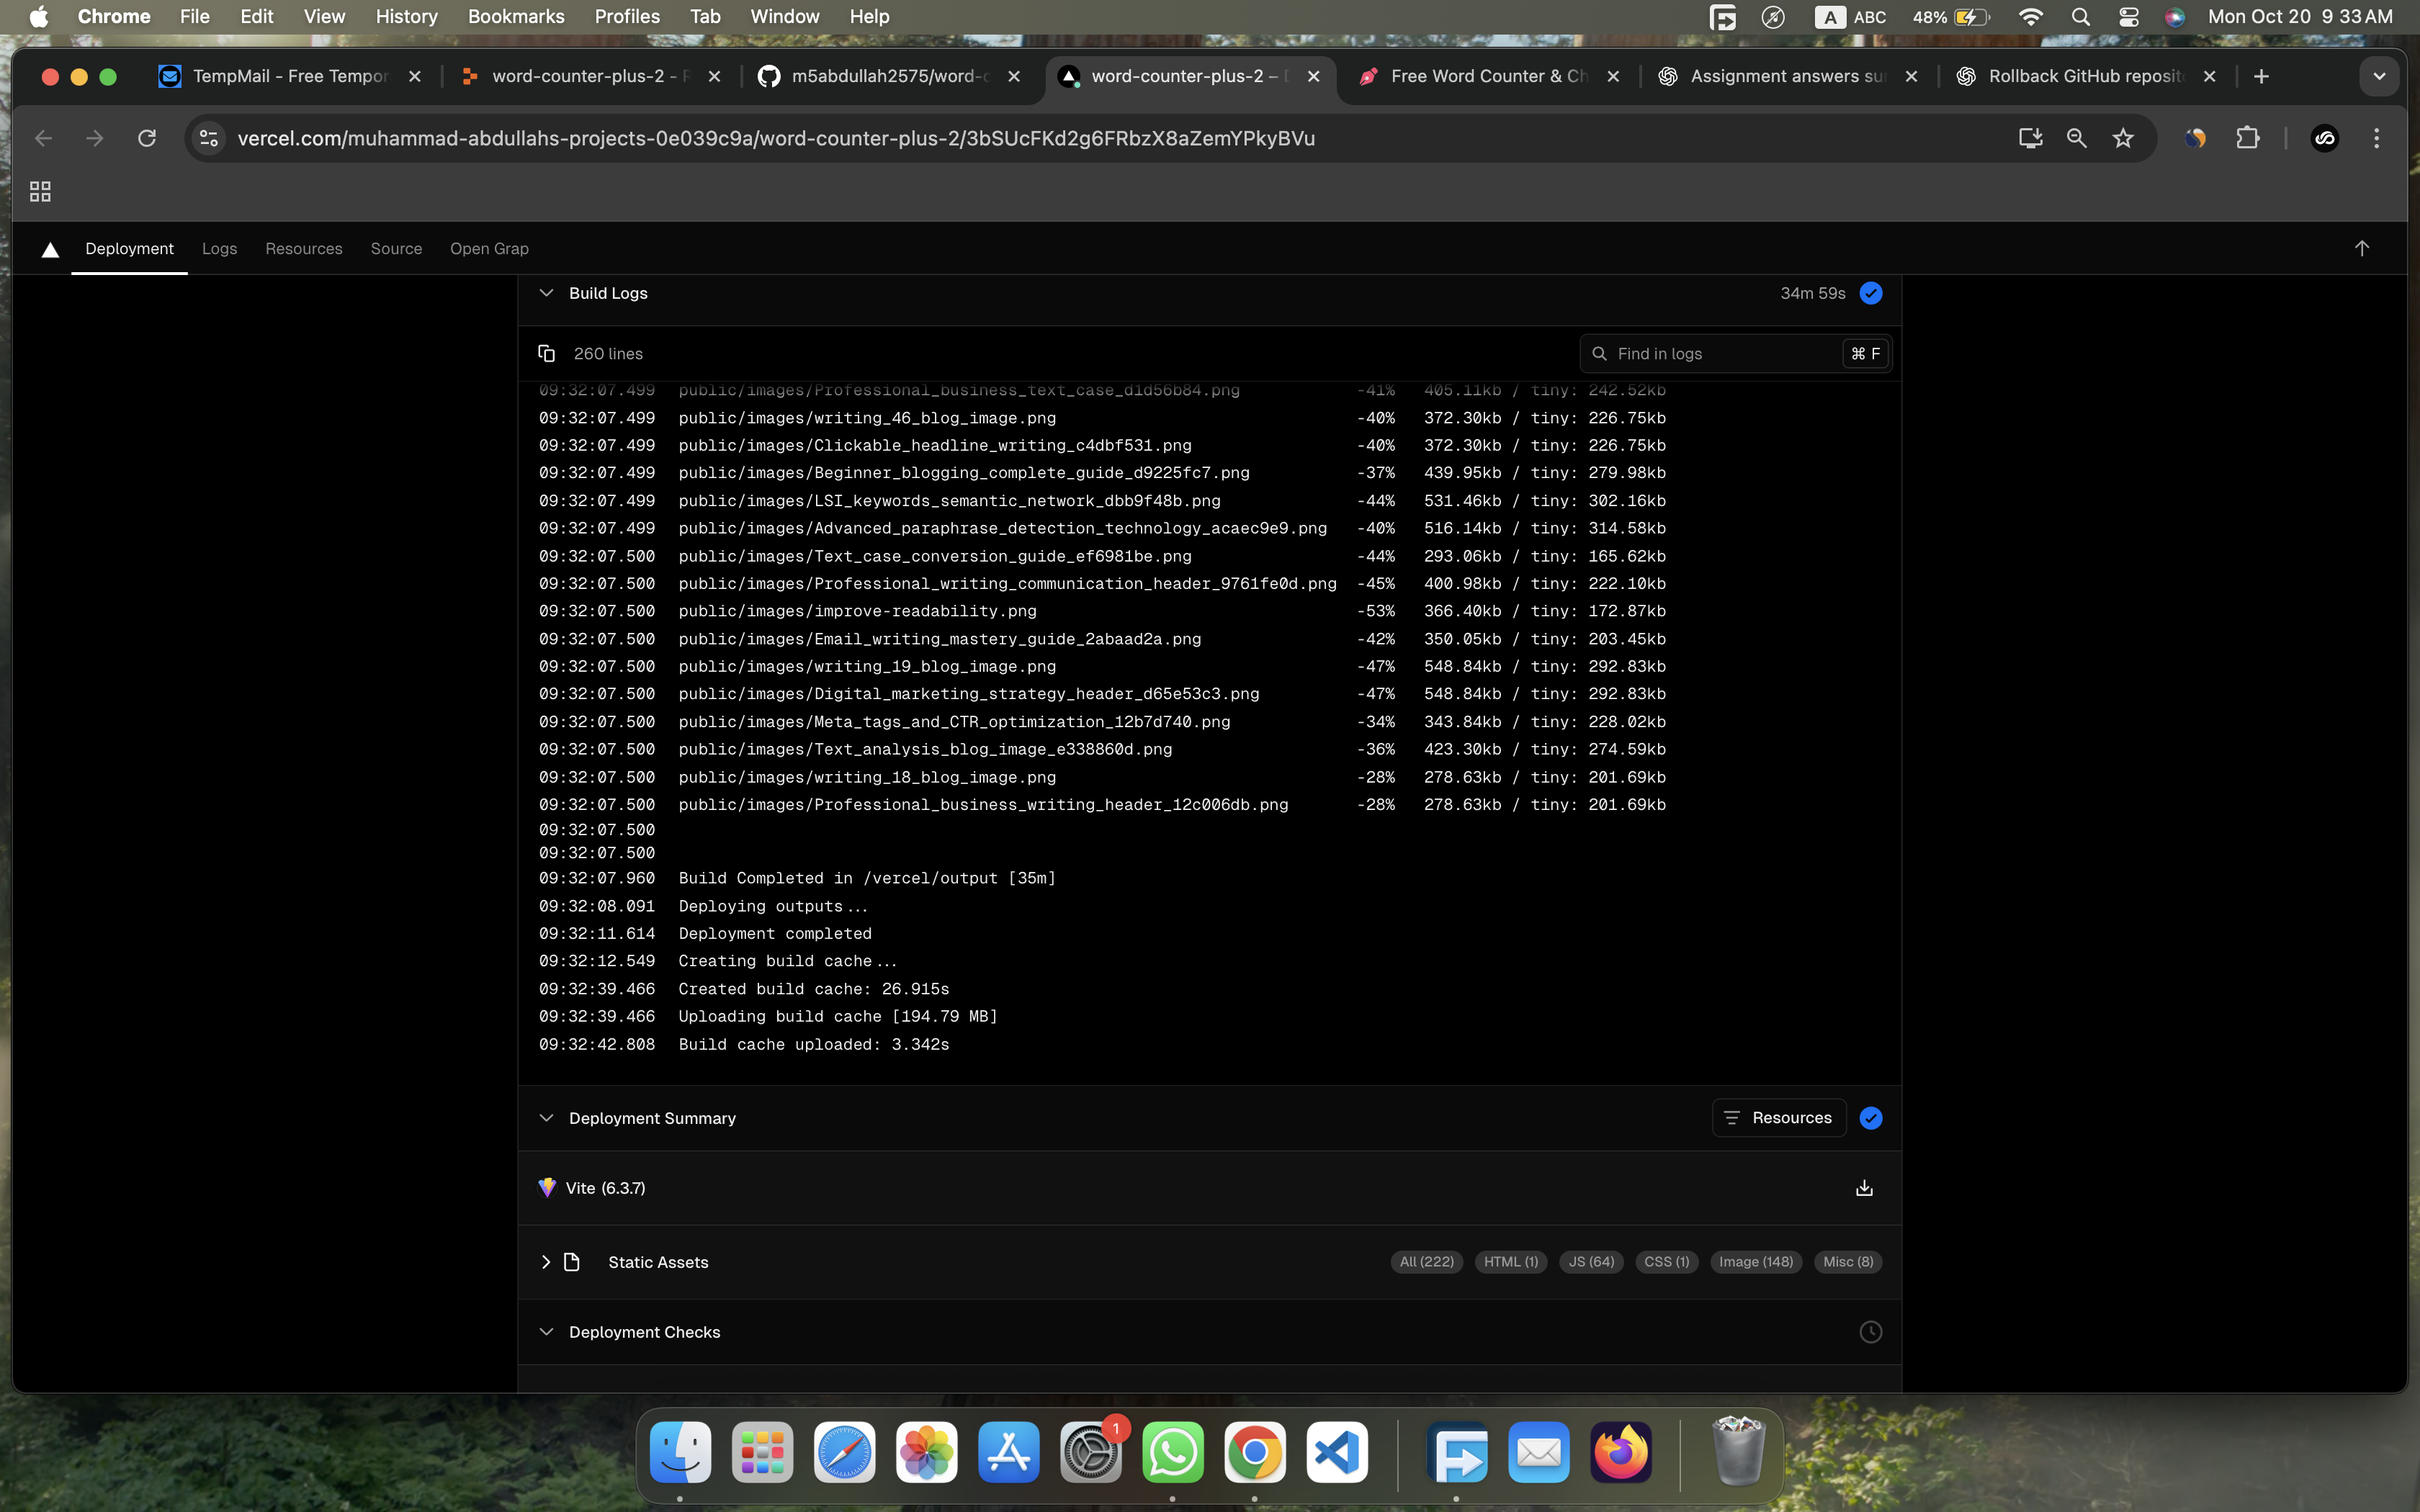 Chrome File Edit View History Bookmarks Profiles Tab Window Help A ABC 48% Mon Oct 20 9 33 AM
TempMail - Free Tempor word-counter-plus-2 - R m5abdullah2575/word-c word-counter-plus-2 – D Free Word Counter & Ch Assignment answers su Rollback GitHub reposit
vercel.com/muhammad-abdullahs-projects-0e039c9a/word-counter-plus-2/3bSUcFKd2g6FRbzX8aZemYPkyBVu
Deployment Logs Resources Source Open Grap
Build Logs 34m 59s
260 lines Find in logs ⌘ F
09:32:07.499 public/images/Professional_business_text_case_d1d56b84.png -41% 405.11kb / tiny: 242.52kb
09:32:07.499 public/images/writing_46_blog_image.png -40% 372.30kb / tiny: 226.75kb
09:32:07.499 public/images/Clickable_headline_writing_c4dbf531.png -40% 372.30kb / tiny: 226.75kb
09:32:07.499 public/images/Beginner_blogging_complete_guide_d9225fc7.png -37% 439.95kb / tiny: 279.98kb
09:32:07.499 public/images/LSI_keywords_semantic_network_dbb9f48b.png -44% 531.46kb / tiny: 302.16kb
09:32:07.499 public/images/Advanced_paraphrase_detection_technology_acaec9e9.png -40% 516.14kb / tiny: 314.58kb
09:32:07.500 public/images/Text_case_conversion_guide_ef6981be.png -44% 293.06kb / tiny: 165.62kb
09:32:07.500 public/images/Professional_writing_communication_header_9761fe0d.png -45% 400.98kb / tiny: 222.10kb
09:32:07.500 public/images/improve-readability.png -53% 366.40kb / tiny: 172.87kb
09:32:07.500 public/images/Email_writing_mastery_guide_2abaad2a.png -42% 350.05kb / tiny: 203.45kb
09:32:07.500 public/images/writing_19_blog_image.png -47% 548.84kb / tiny: 292.83kb
09:32:07.500 public/images/Digital_marketing_strategy_header_d65e53c3.png -47% 548.84kb / tiny: 292.83kb
09:32:07.500 public/images/Meta_tags_and_CTR_optimization_12b7d740.png -34% 343.84kb / tiny: 228.02kb
09:32:07.500 public/images/Text_analysis_blog_image_e338860d.png -36% 423.30kb / tiny: 274.59kb
09:32:07.500 public/images/writing_18_blog_image.png -28% 278.63kb / tiny: 201.69kb
09:32:07.500 public/images/Professional_business_writing_header_12c006db.png -28% 278.63kb / tiny: 201.69kb
09:32:07.500
09:32:07.500
09:32:07.960 Build Completed in /vercel/output [35m]
09:32:08.091 Deploying outputs...
09:32:11.614 Deployment completed
09:32:12.549 Creating build cache...
09:32:39.466 Created build cache: 26.915s
09:32:39.466 Uploading build cache [194.79 MB]
09:32:42.808 Build cache uploaded: 3.342s
Deployment Summary Resources
Vite (6.3.7)
Static Assets All (222) HTML (1) JS (64) CSS (1) Image (148) Misc (8)
Deployment Checks
1